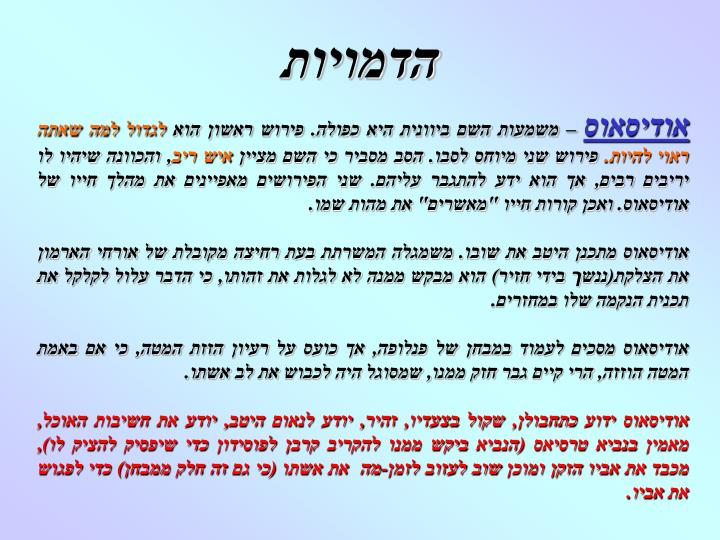 הדמויות
אודיסאוס – משמעות השם ביוונית היא כפולה. פירוש ראשון הוא לגדול למה שאתה
ראוי להיות. פירוש שני מיוחס לסבו. הסב מסביר כי השם מציין איש ריב, והכוונה שיהיו לו
יריבים רבים, אך הוא ידע להתגבר עליהם. שני הפירושים מאפיינים את מהלך חייו של
אודיסאוס. ואכן קורות חייו "מאשרים" את מהות שמו.
אודיסאוס מתכנן היטב את שובו. משמגלה המשרתת בעת רחיצה מקובלת של אורחי הארמון
את הצלקת(ננשך בידי חזיר) הוא מבקש ממנה לא לגלות את זהותו, כי הדבר עלול לקלקל את
תכנית הנקמה שלו במחזרים.
אודיסאוס מסכים לעמוד במבחן של פנלופה, אך כועס על רעיון הזזת המטה, כי אם באמת
המטה הוזזה, הרי קיים גבר חזק ממנו, שמסוגל היה לכבוש את לב אשתו.
אודיסאוס ידוע כתחבולן, שקול בצעדיו, זהיר, יודע לנאום היטב, יודע את חשיבות האוכל,
מאמין בנביא טרסיאס (הנביא ביקש ממנו להקריב קרבן לפוסידון כדי שיפסיק להציק לו),
מכבד את אביו הזקן ומוכן שוב לעזוב לזמן-מה את אשתו (כי גם זה חלק ממבחן) כדי לפגוש
את אביו.